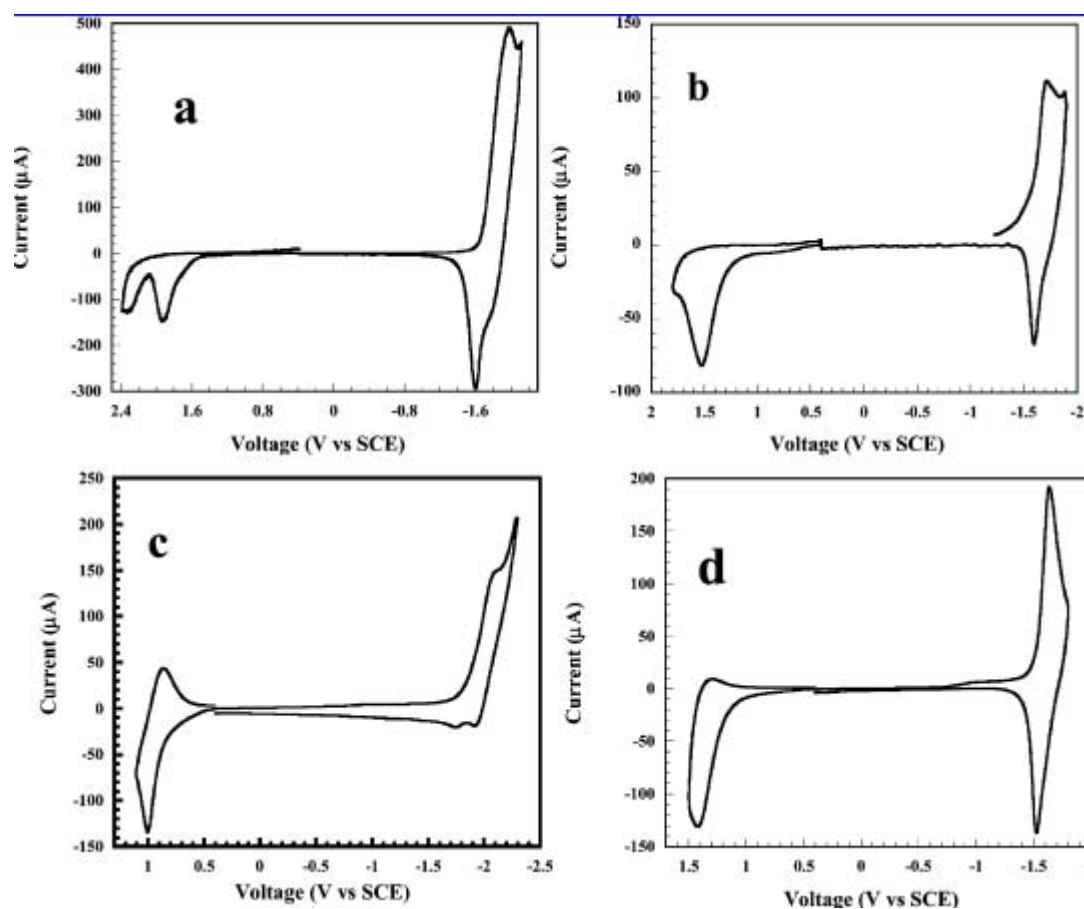 a
500
400
300
200
100
0
-100
-200
-300
Current (µA)
2.4 1.6 0.8 0 -0.8 -1.6
Voltage (V vs SCE)
b
150
100
50
0
-50
-100
Current (µA)
2 1.5 1 0.5 0 -0.5 -1 -1.5 -2
Voltage (V vs SCE)
c
250
200
150
100
50
0
-50
-100
-150
Current (µA)
1 0.5 0 -0.5 -1 -1.5 -2 -2.5
Voltage (V vs SCE)
d
200
150
100
50
0
-50
-100
-150
Current (µA)
1.5 1 0.5 0 -0.5 -1 -1.5
Voltage (V vs SCE)